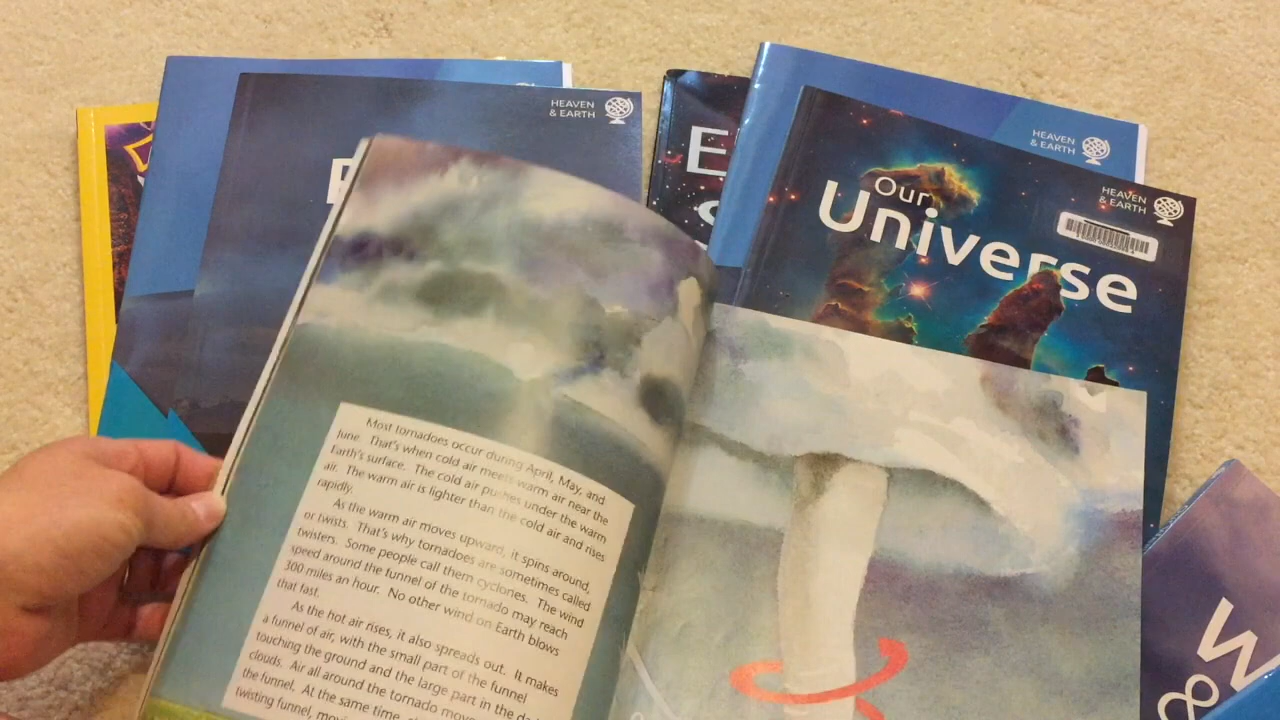 HEAVEN
& EARTH
HEAVEN
& EARTH
HEAVEN
& EARTH
Our
Universe
Most tornadoes occur during April, May, and
June. That's when cold air meets warm air near the
Earth's surface. The cold air pushes under the warm
air. The warm air is lighter than the cold air and rises
rapidly.
As the warm air moves upward, it spins around,
or twists. That's why tornadoes are sometimes called
twisters. Some people call them cyclones. The wind
speed around the funnel of the tornado may reach
300 miles an hour. No other wind on Earth blows
that fast.
As the hot air rises, it also spreads out. It makes
a funnel of air, with the small part of the funnel
touching the ground and the large part in the
clouds. Air all around the tornado
the funnel. At the same time,
twisting funnel,
W
&